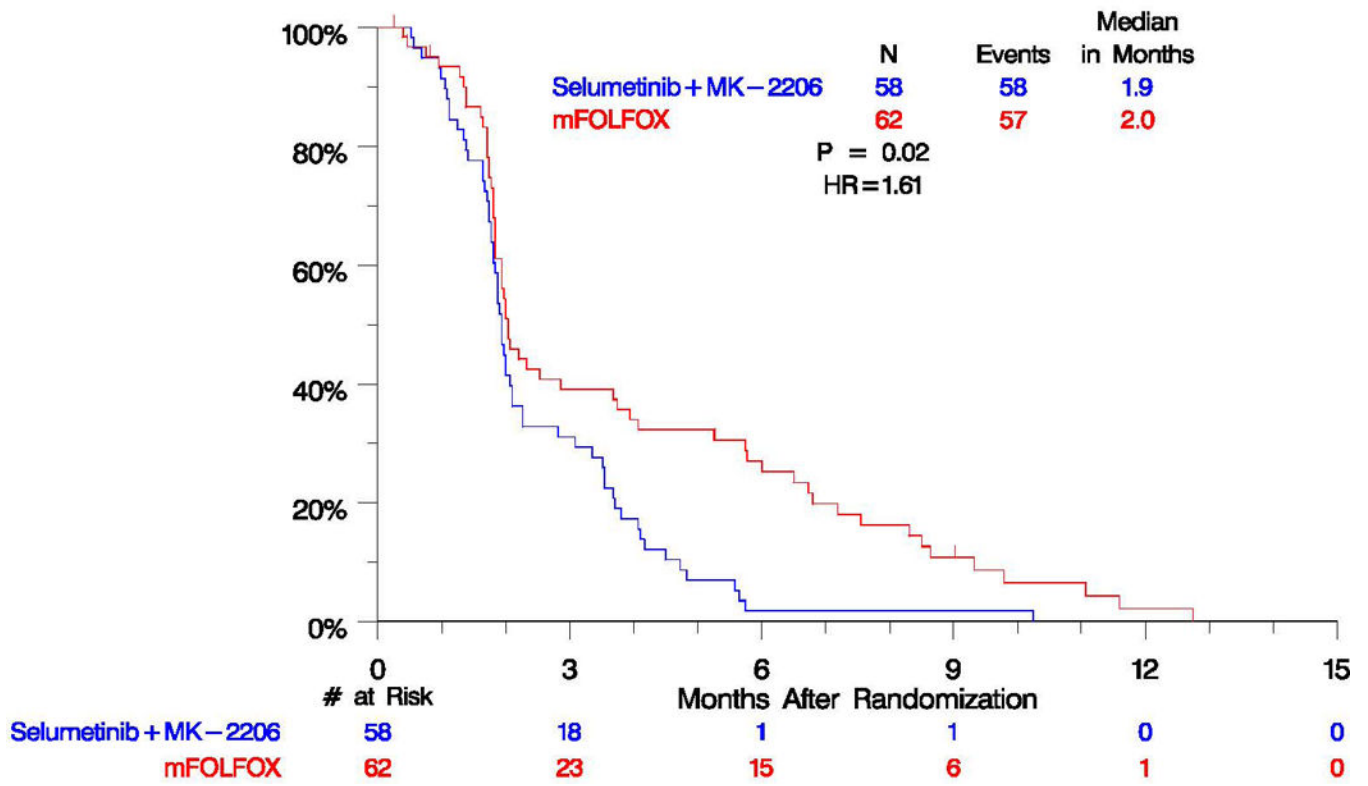 Median
N Events in Months
Selumetinib + MK-2206 58 58 1.9
mFOLFOX 62 57 2.0
P = 0.02
HR=1.61
100%
80%
60%
40%
20%
0%
0 3 6 9 12 15
# at Risk Months After Randomization
Selumetinib + MK-2206 58 18 1 1 0 0
mFOLFOX 62 23 15 6 1 0